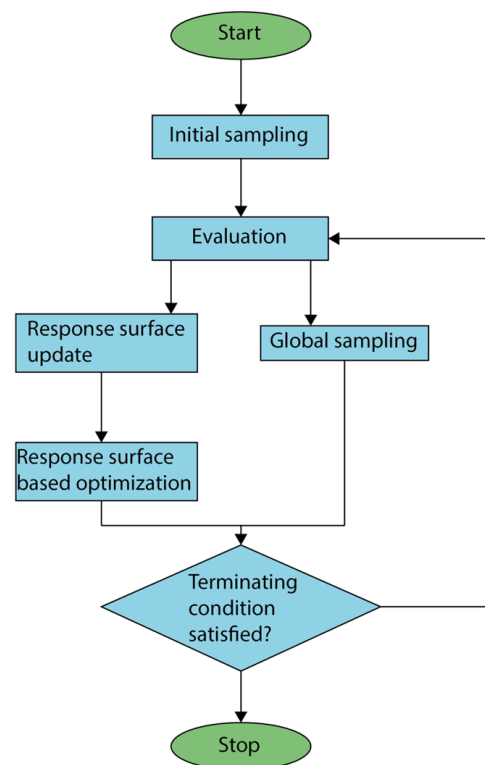 Start
Initial sampling
Evaluation
Response surface
update
Global sampling
Response surface
based optimization
Terminating
condition
satisfied?
Stop